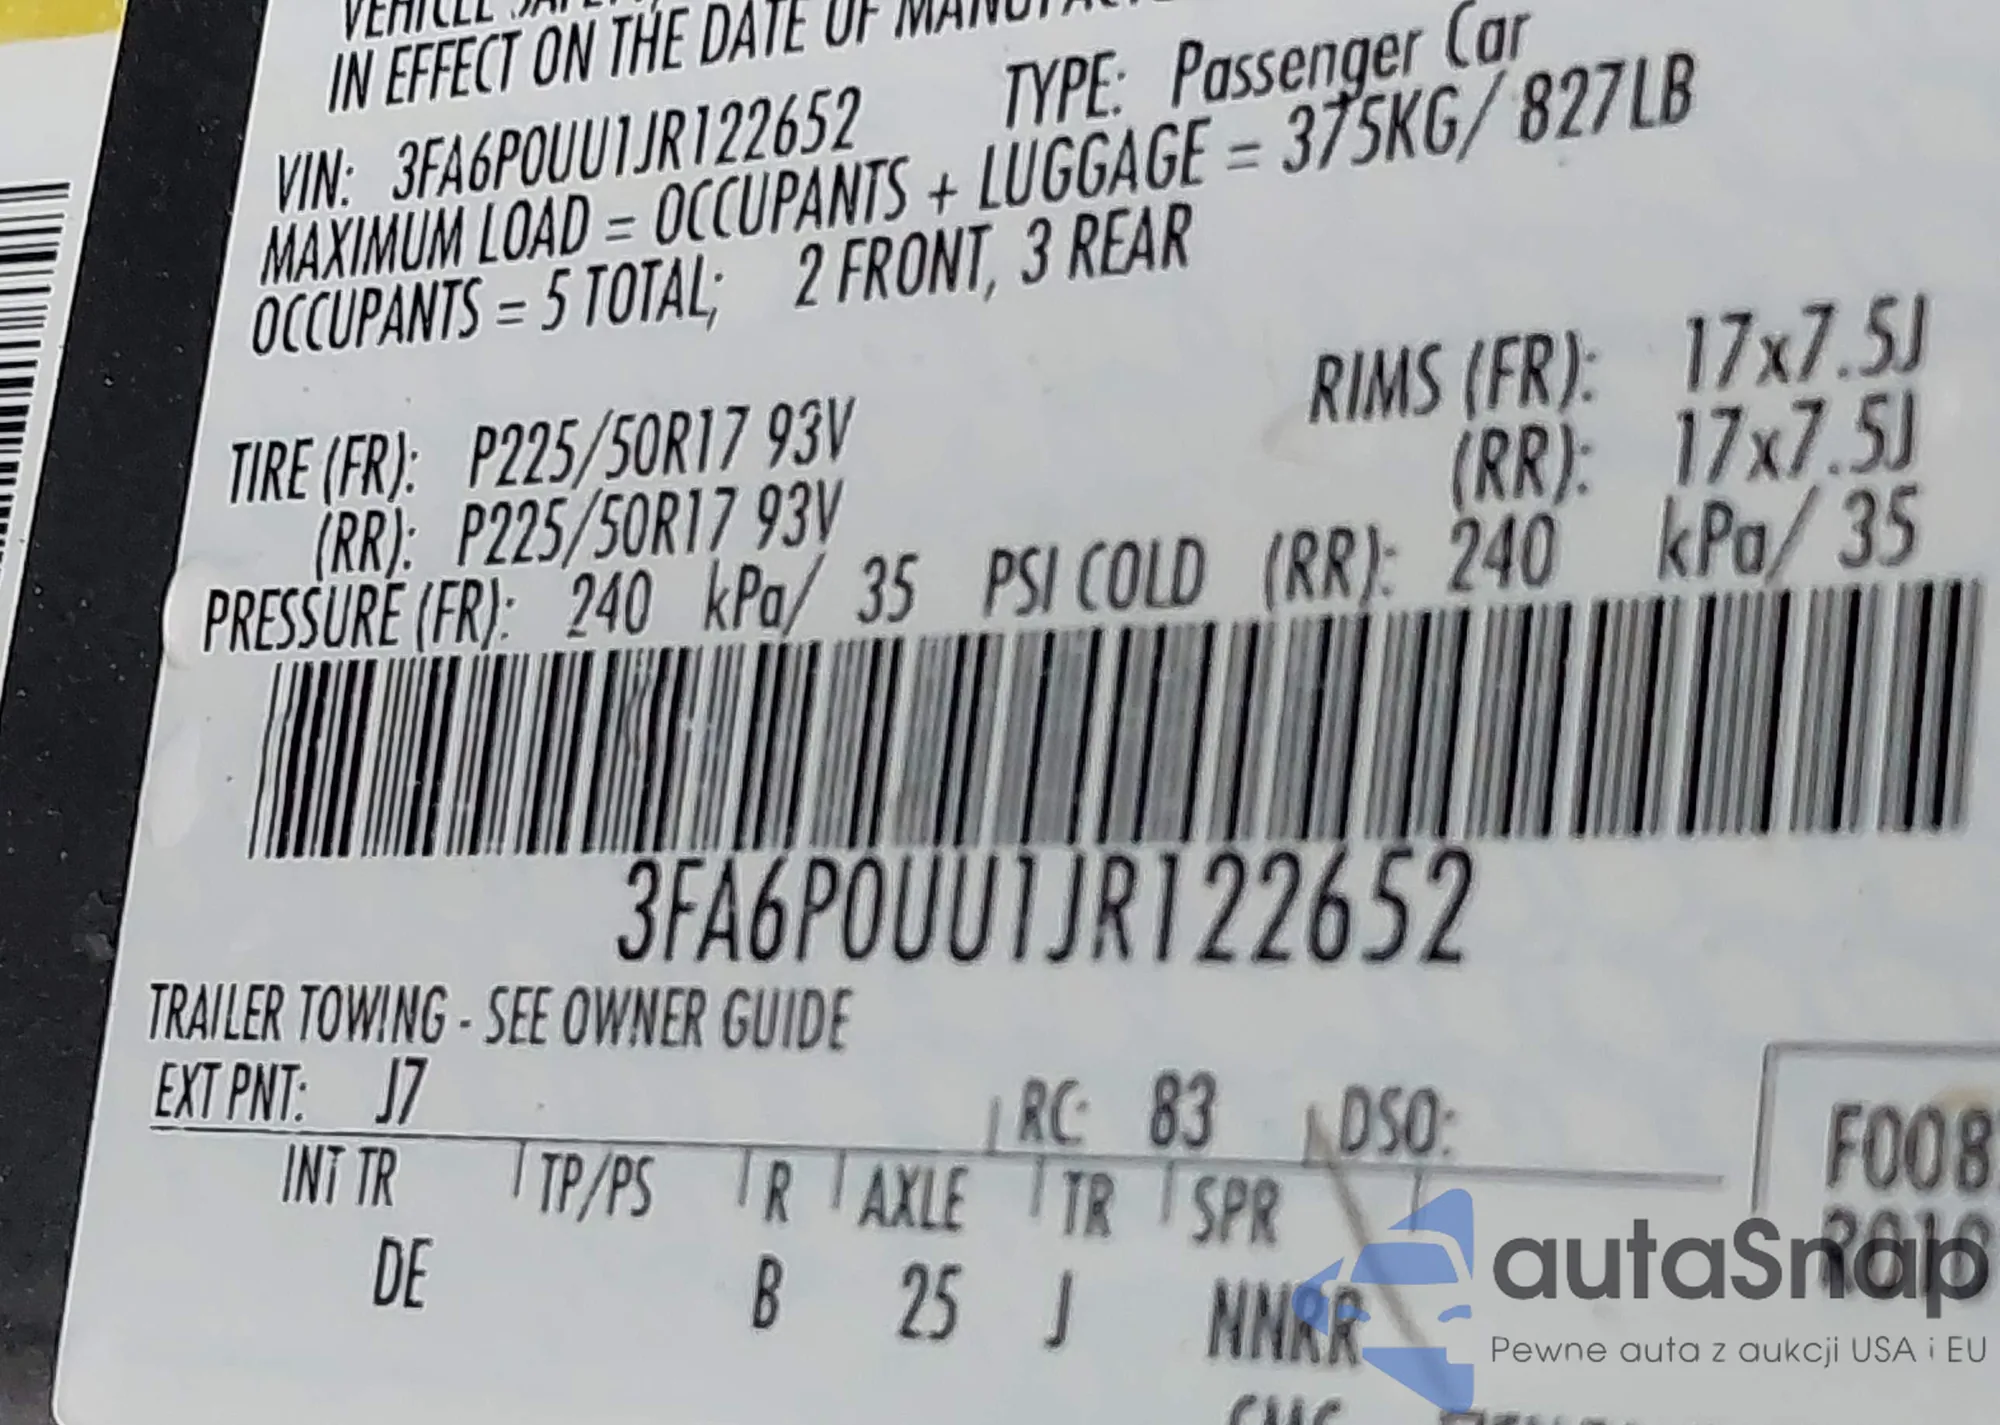 VEHICLE
IN EFFECT ON THE DATE OF
VIN: 3FA6P0UU1JR122652 TYPE: Passenger Car
MAXIMUM LOAD = OCCUPANTS + LUGGAGE = 375KG/ 827LB
OCCUPANTS = 5 TOTAL; 2 FRONT, 3 REAR
TIRE (FR): P225/50R17 93V RIMS (FR): 17x7.5J
(RR): P225/50R17 93V (RR): 17x7.5J
PRESSURE (FR): 240 kPa/ 35 PSI COLD (RR): 240 kPa/ 35
3FA6P0UU1JR122652
TRAILER TOWING - SEE OWNER GUIDE
EXT PNT: J7 RC: 83 DSO:
INT TR TP/PS R AXLE TR SPR
DE B 25 J NNRR
F008
autaSnap
Pewne auta z aukcji USA i EU